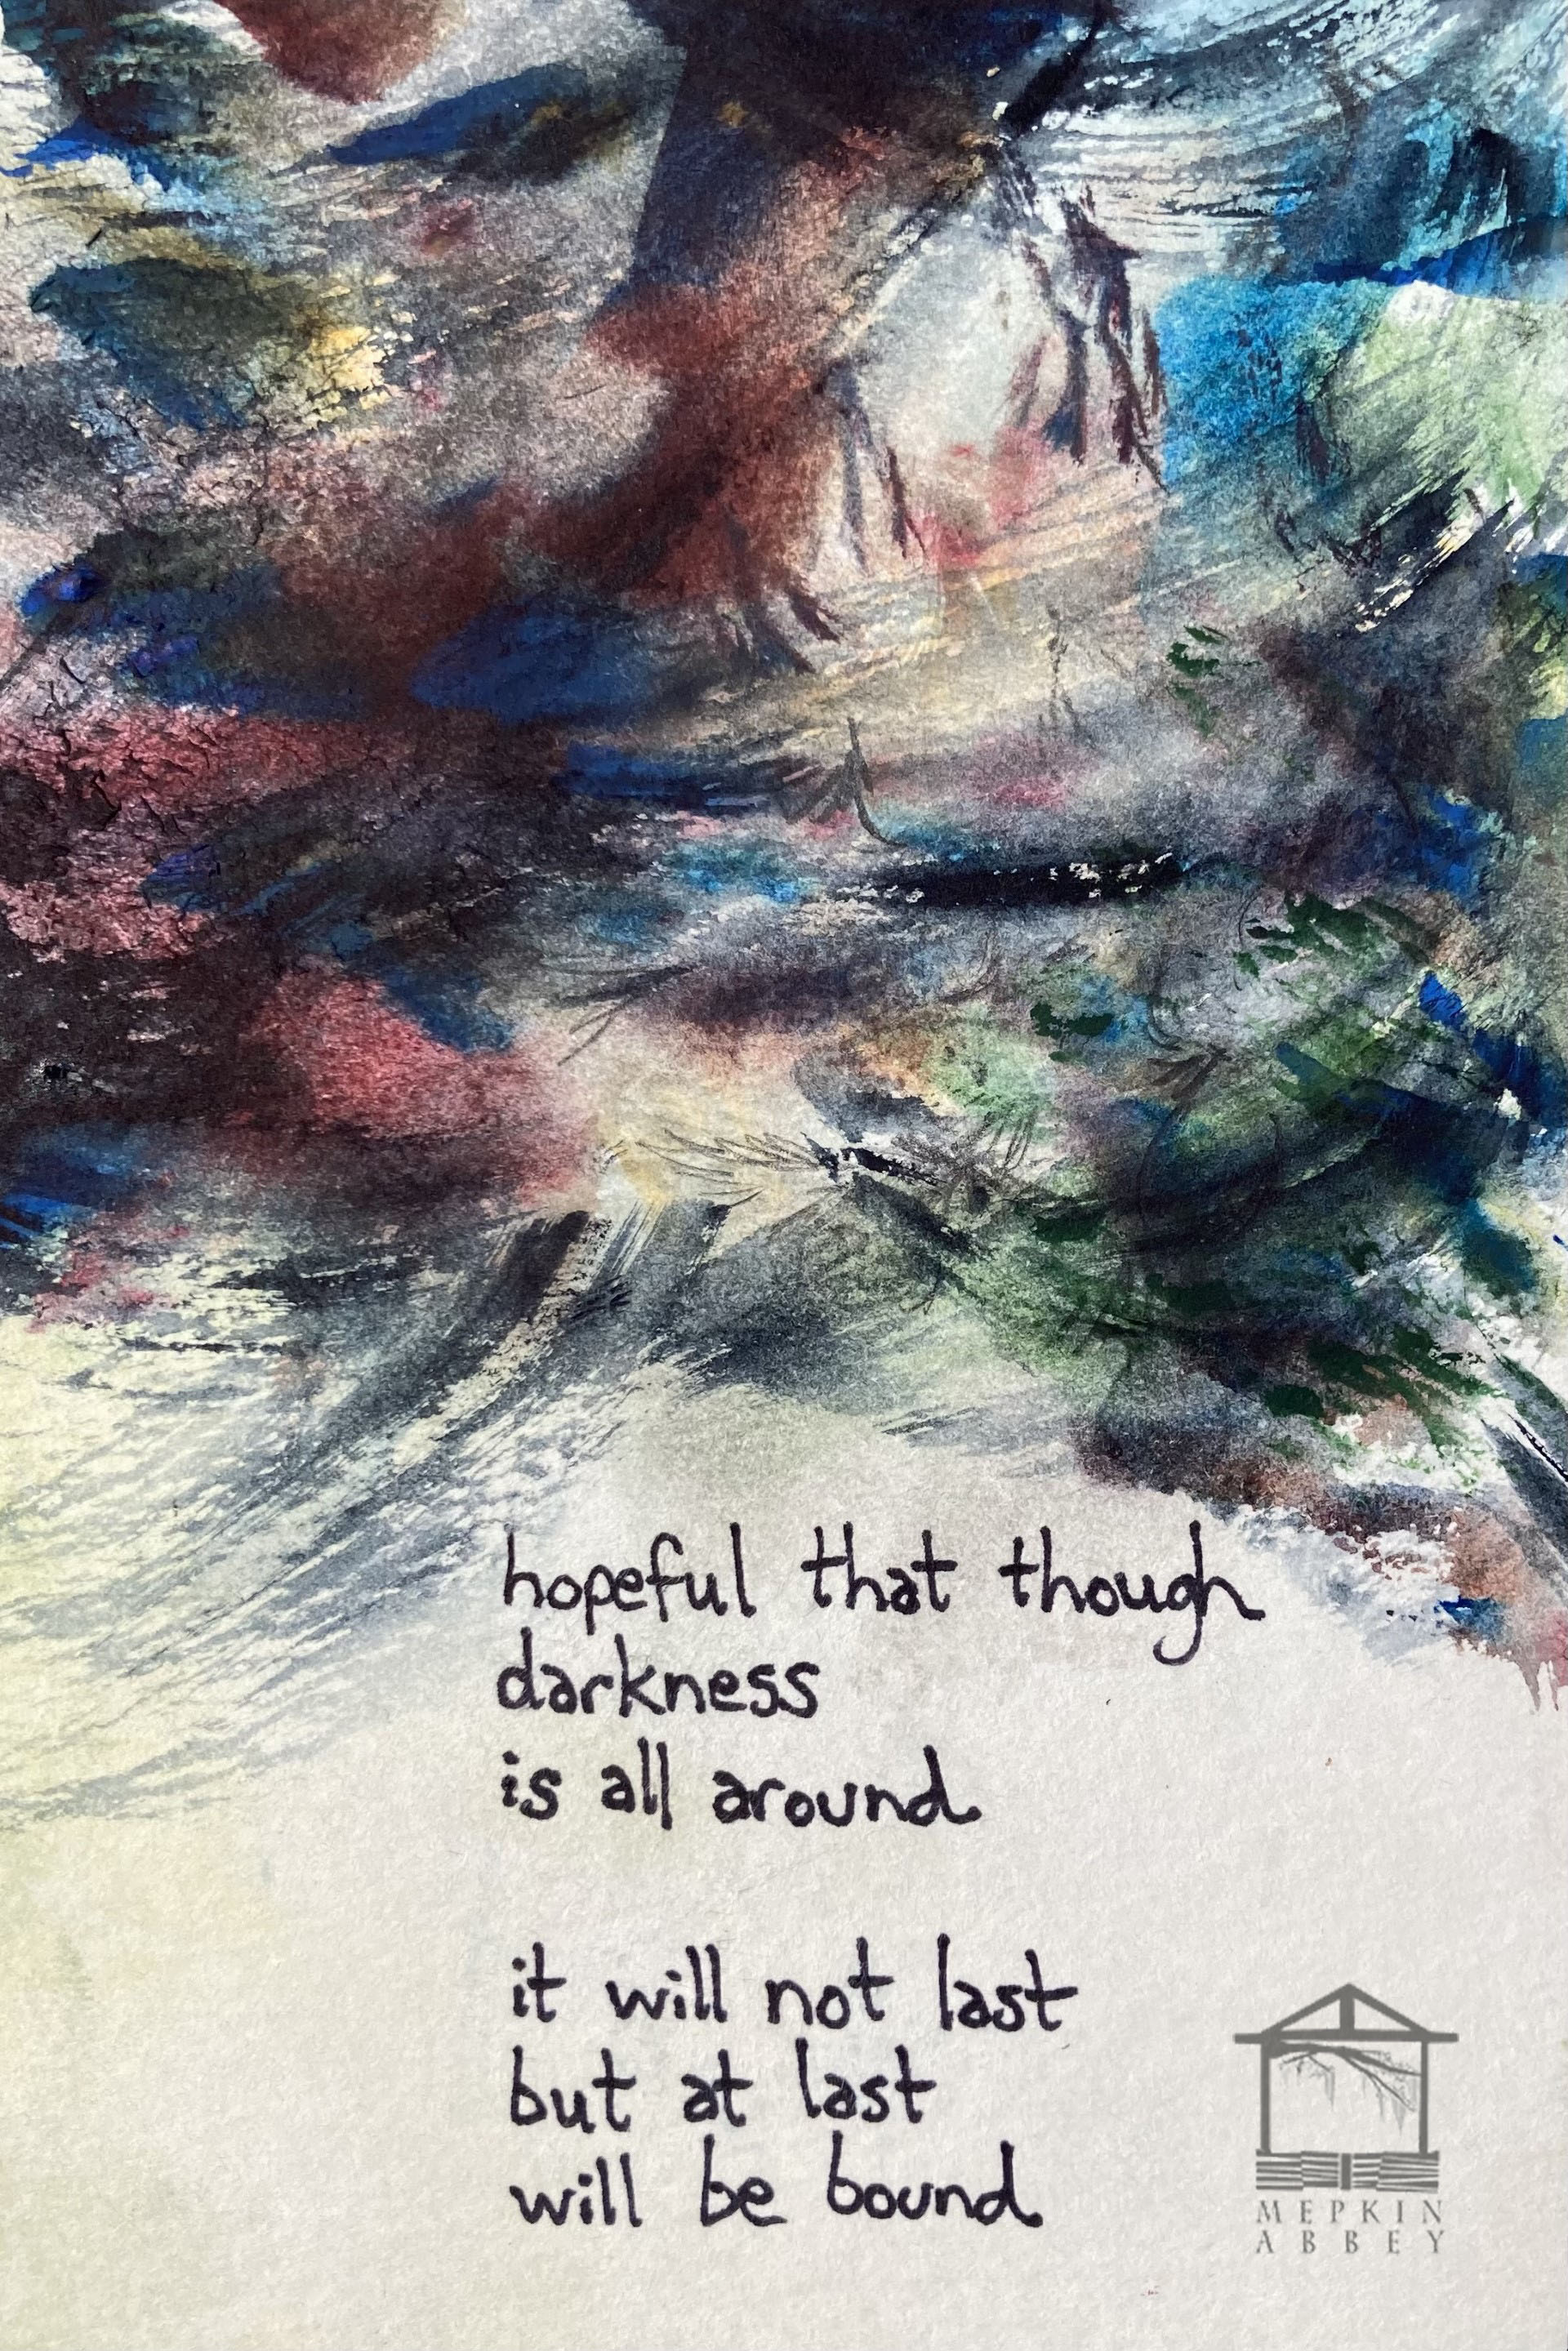 hopeful that though
darkness
is all around
it will not last
but at last
will be bound
MEPKIN
ABBEY